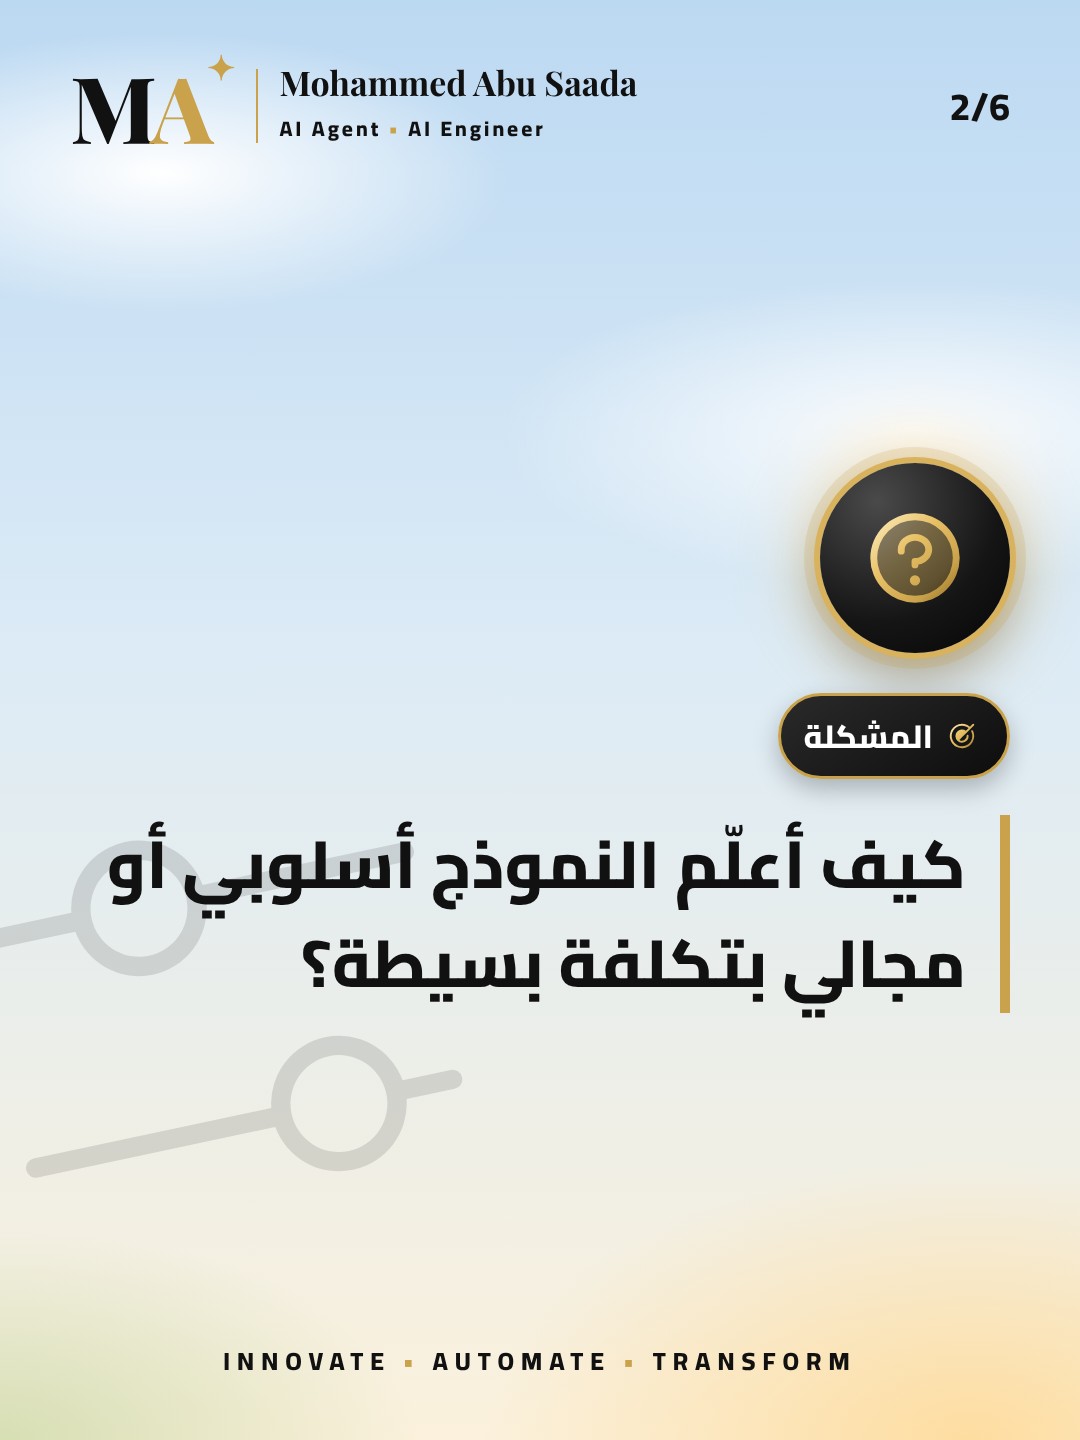 MA
Mohammed Abu Saada
AI Agent ▪ AI Engineer
2/6
المشكلة
كيف أعلّم النموذج أسلوبي أو
مجالي بتكلفة بسيطة؟
INNOVATE ▪ AUTOMATE ▪ TRANSFORM